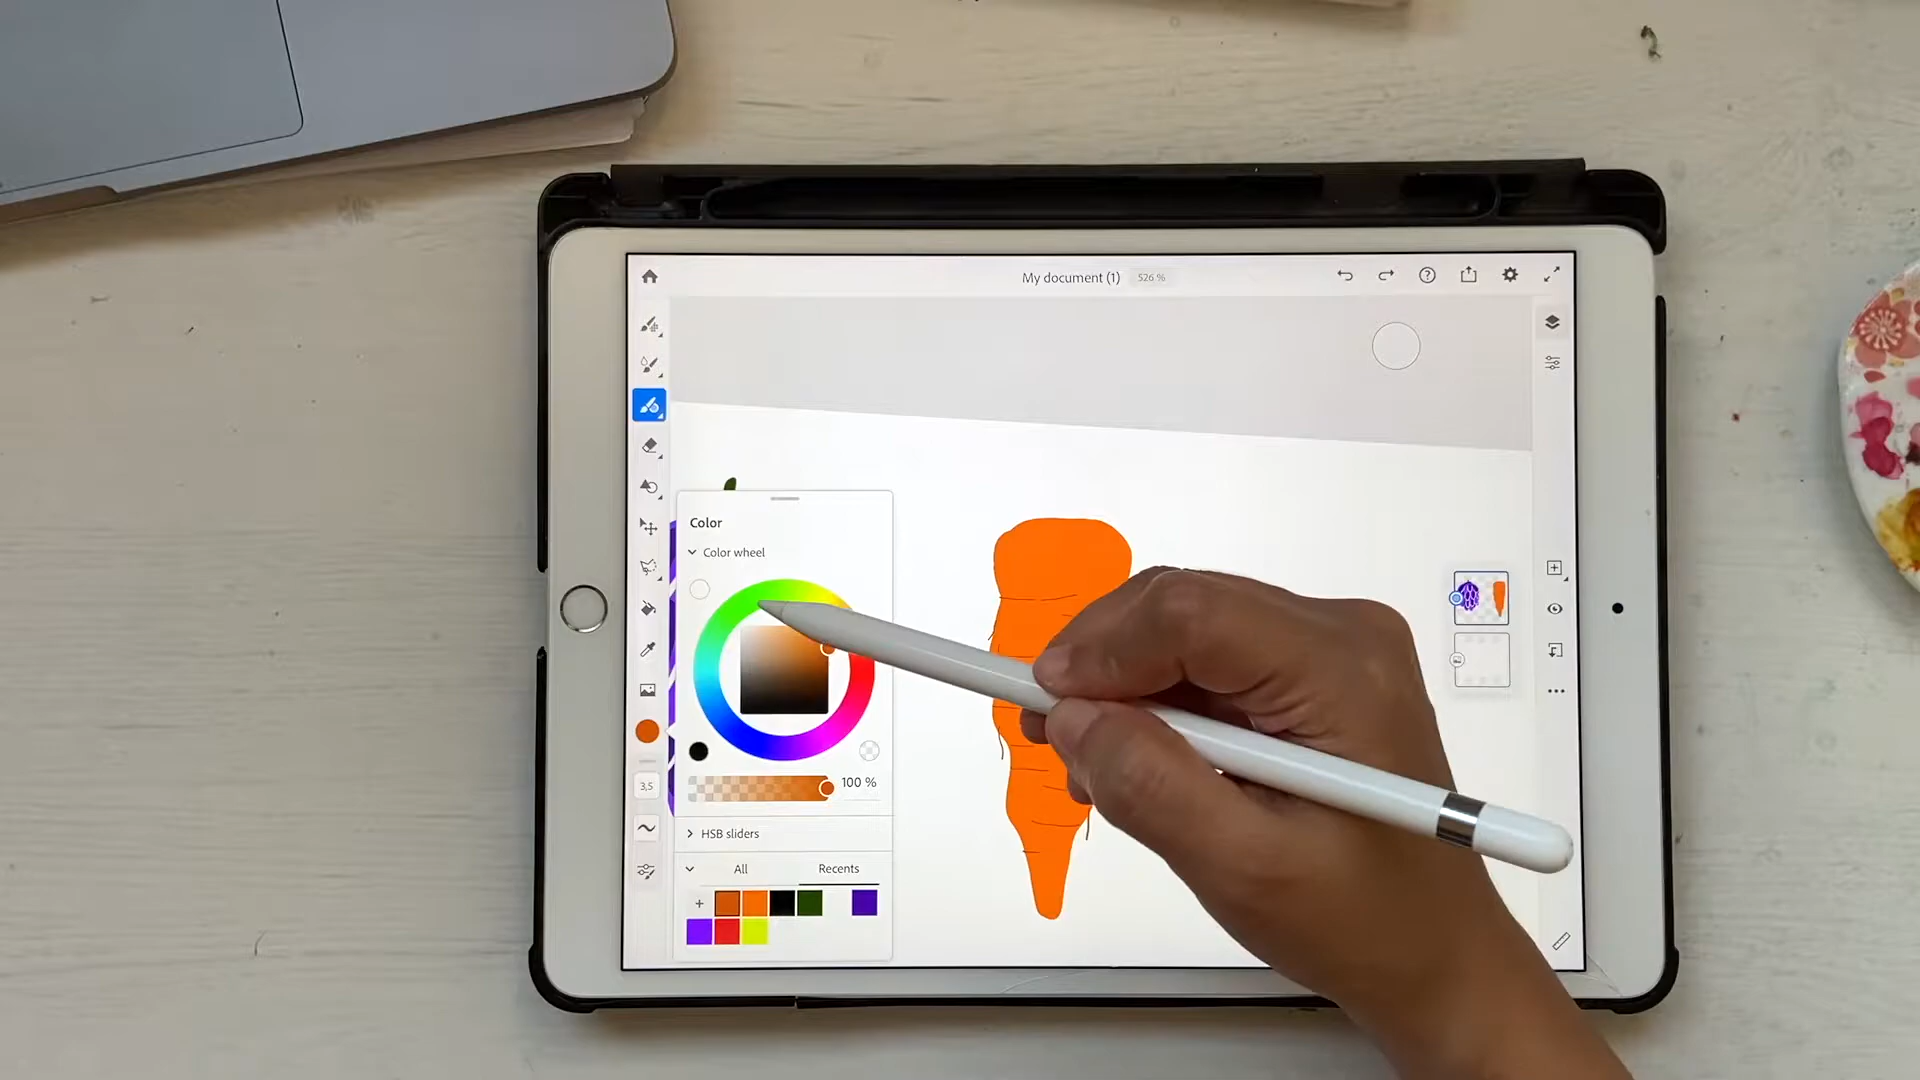 My document (1) 526 %
Color
Color wheel
100 %
3,5
HSB sliders
All Recents